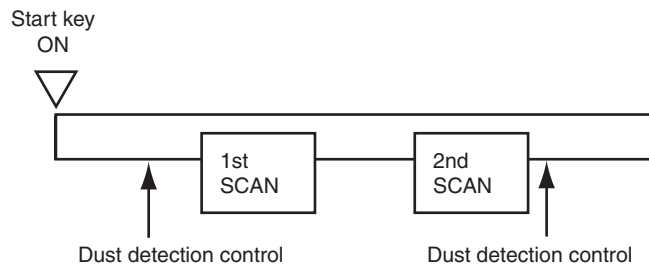 Start key
ON
1st
SCAN
2nd
SCAN
Dust detection control
Dust detection control